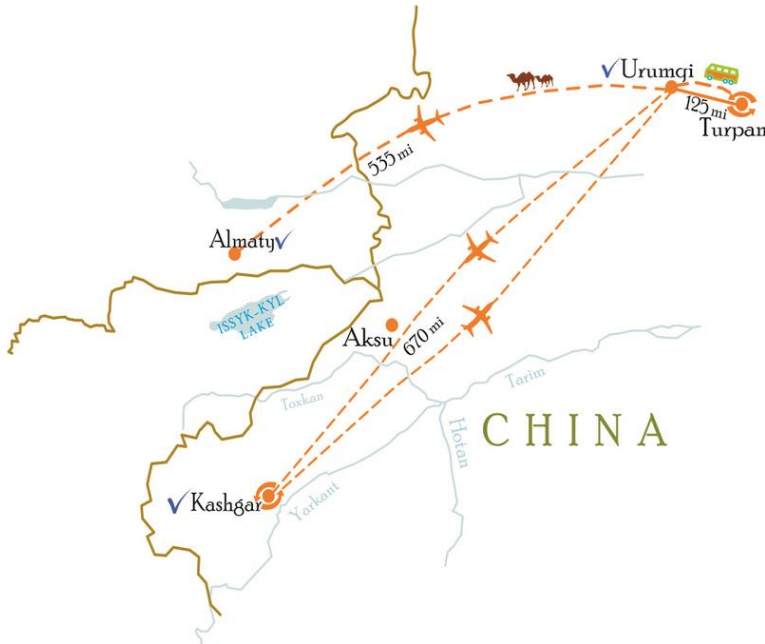 Urumqi
125 mi
Turpan
535 mi
Almaty
ISSYK-KYL
LAKE
Aksu
670 mi
Toxkan
Tarim
Hotan
CHINA
Kashgar
Yarkant